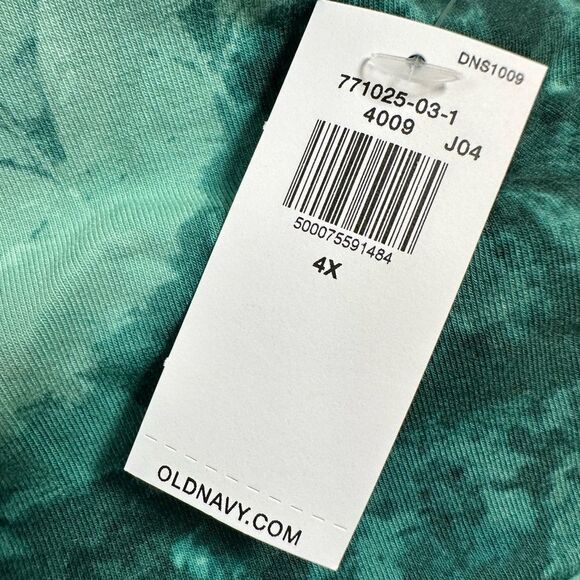 DNS1009
771025-03-1
4009 J04
500075591484
4X
OLDNAVY.COM